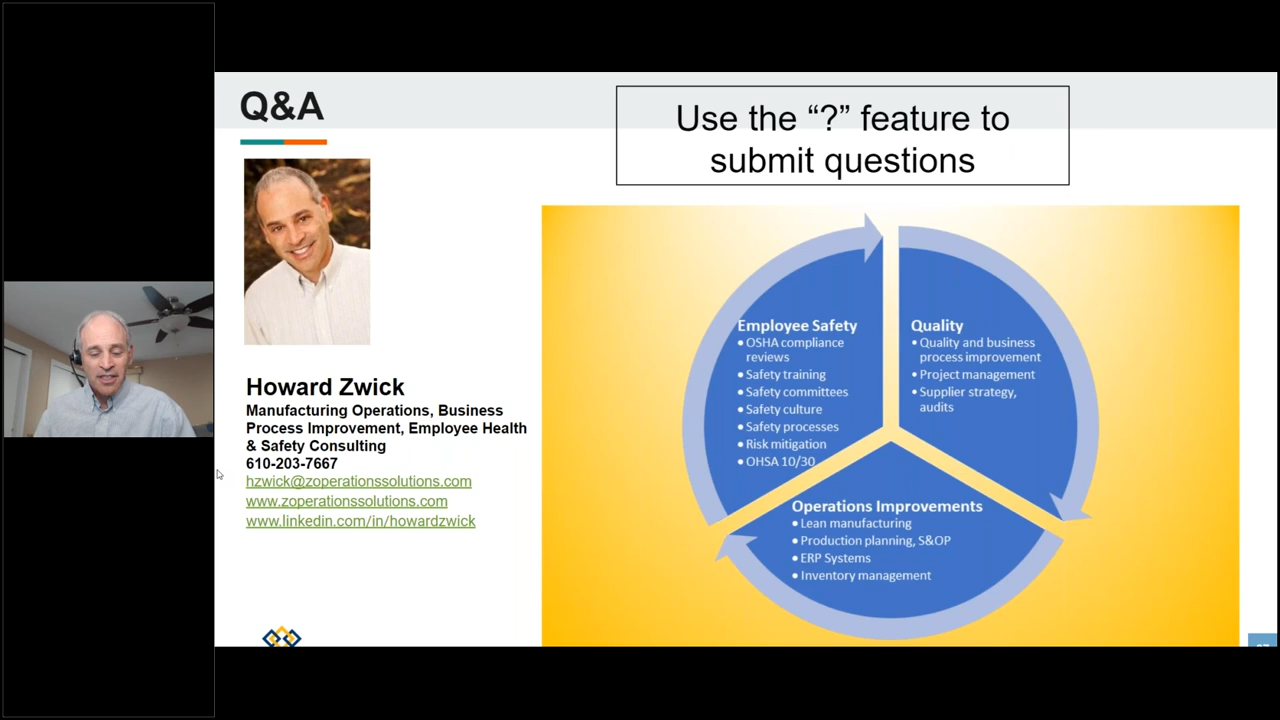 Q&A
Use the “?” feature to
submit questions
Howard Zwick
Manufacturing Operations, Business
Process Improvement, Employee Health
& Safety Consulting
610-203-7667
hzwick@zoperationssolutions.com
www.zoperationssolutions.com
www.linkedin.com/in/howardzwick
Employee Safety
• OSHA compliance
reviews
• Safety training
• Safety committees
• Safety culture
• Safety processes
• Risk mitigation
• OHSA 10/30
Quality
• Quality and business
process improvement
• Project management
• Supplier strategy,
audits
Operations Improvements
• Lean manufacturing
• Production planning, S&OP
• ERP Systems
• Inventory management